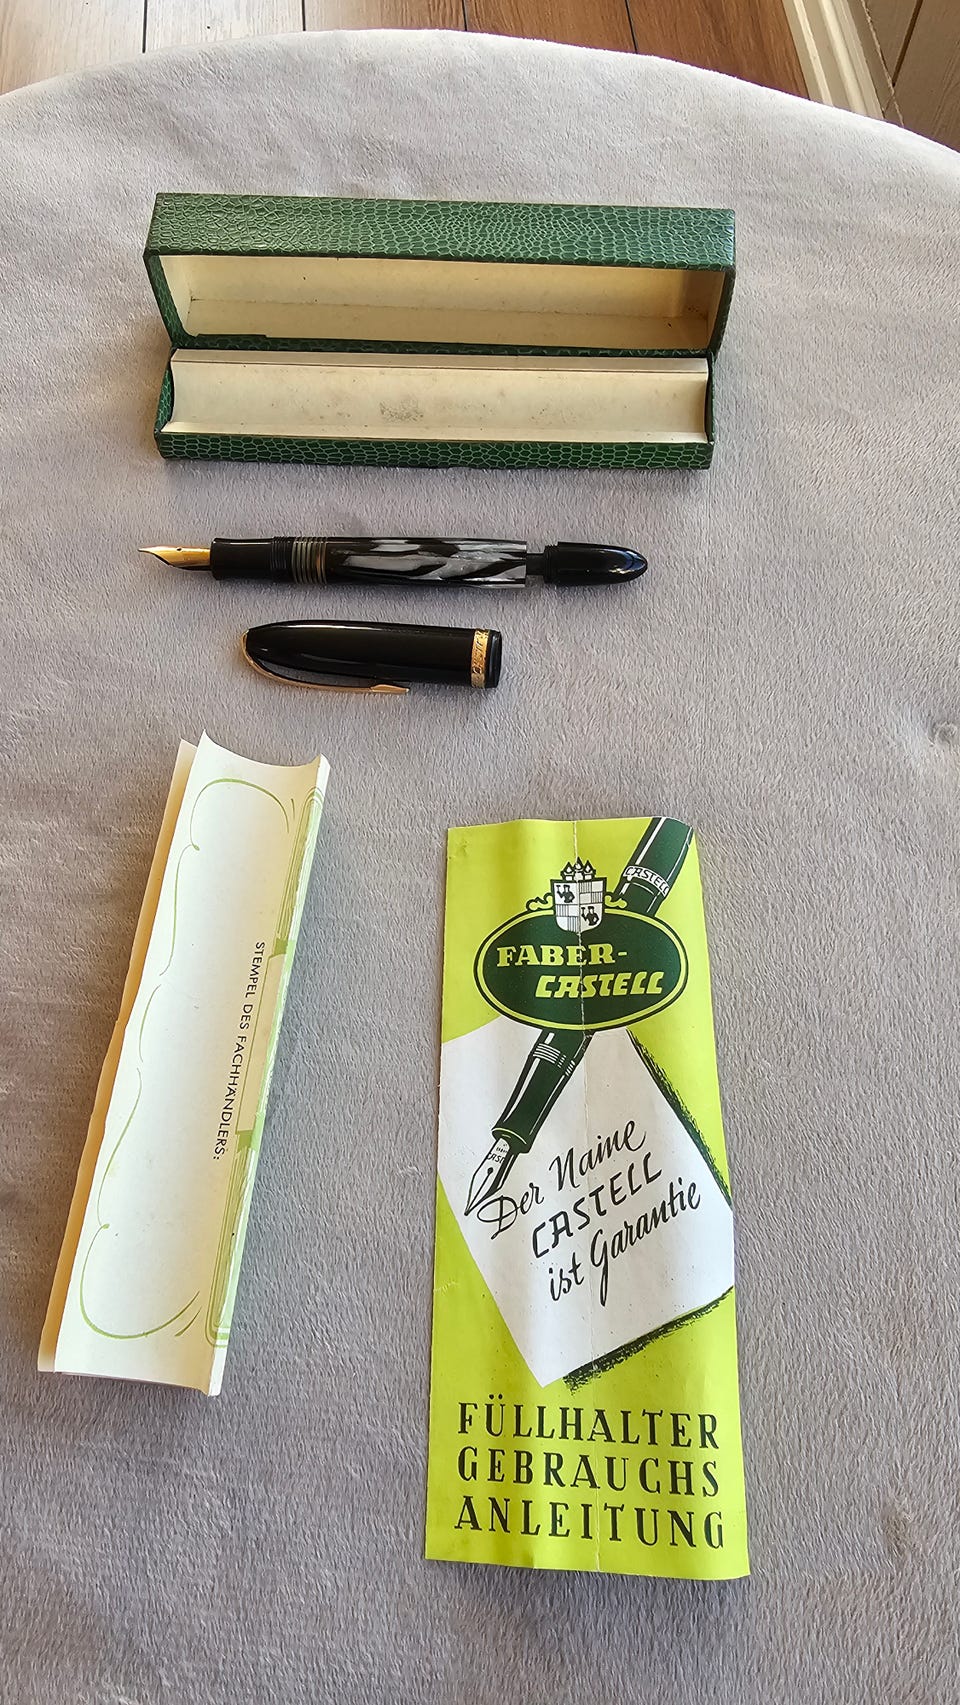 STEMPEL DES FACHHÄNDLERS:
CASTELL
FABER-
CASTELL
Der Name
CASTELL
ist Garantie
FÜLLHALTER
GEBRAUCHS
ANLEITUNG